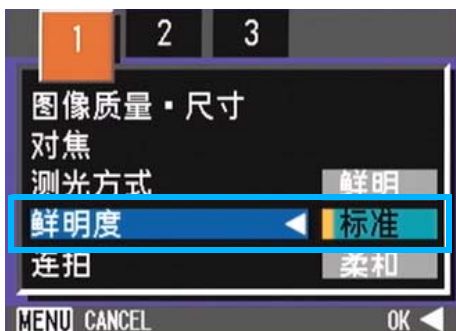 1 2 3
图像质量·尺寸
对焦
测光方式 鲜明
鲜明度 标准
连拍 柔和
MENU CANCEL OK